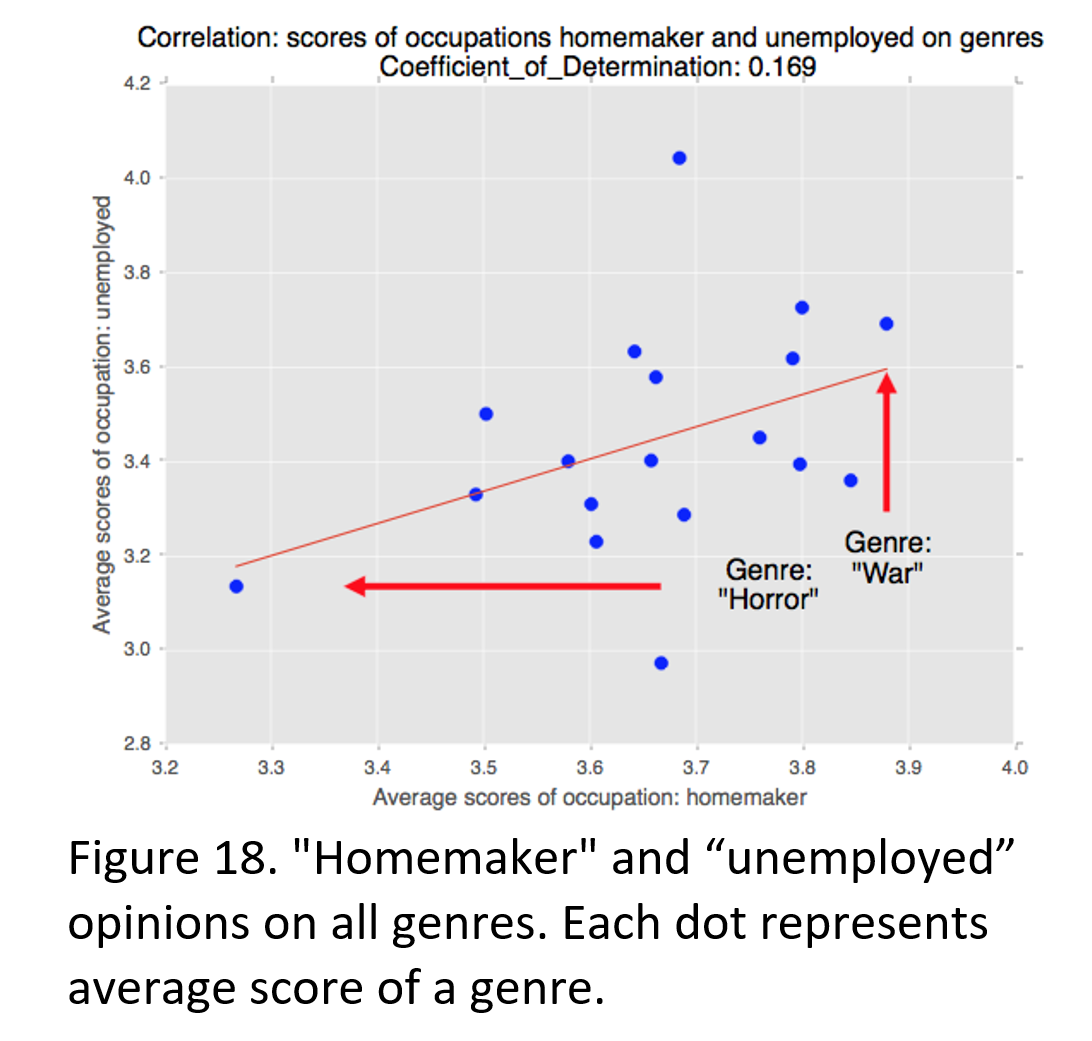 Correlation: scores of occupations homemaker and unemployed on genres
Coefficient_of_Determination: 0.169
4.2
4.0
3.8
3.6
3.4
3.2
3.0
2.8
Average scores of occupation: unemployed
Genre:
"War"
Genre:
"Horror"
3.2 3.3 3.4 3.5 3.6 3.7 3.8 3.9 4.0
Average scores of occupation: homemaker
Figure 18. "Homemaker" and “unemployed”
opinions on all genres. Each dot represents
average score of a genre.